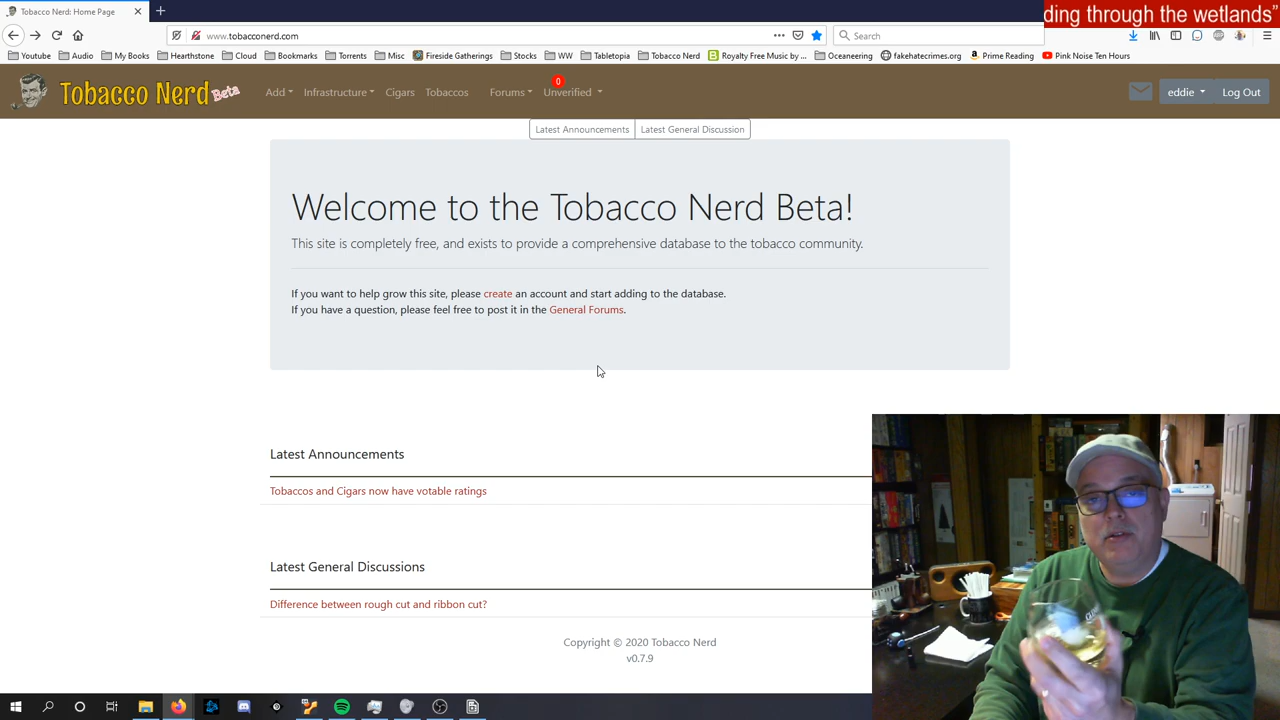 Tobacco Nerd: Home Page
ding through the wetlands"
www.tobacconerd.com
Search
Youtube Audio My Books Hearthstone Cloud Bookmarks Torrents Misc Fireside Gatherings Stocks WW Tabletopia Tobacco Nerd Royalty Free Music by ... Oceaneering fakehatecrimes.org Prime Reading Pink Noise Ten Hours
Tobacco Nerd Beta
Add Infrastructure Cigars Tobaccos Forums Unverified 0 eddie Log Out
Latest Announcements Latest General Discussion
Welcome to the Tobacco Nerd Beta!
This site is completely free, and exists to provide a comprehensive database to the tobacco community.
If you want to help grow this site, please create an account and start adding to the database.
If you have a question, please feel free to post it in the General Forums.
Latest Announcements
Tobaccos and Cigars now have votable ratings
Latest General Discussions
Difference between rough cut and ribbon cut?
Copyright © 2020 Tobacco Nerd
v0.7.9